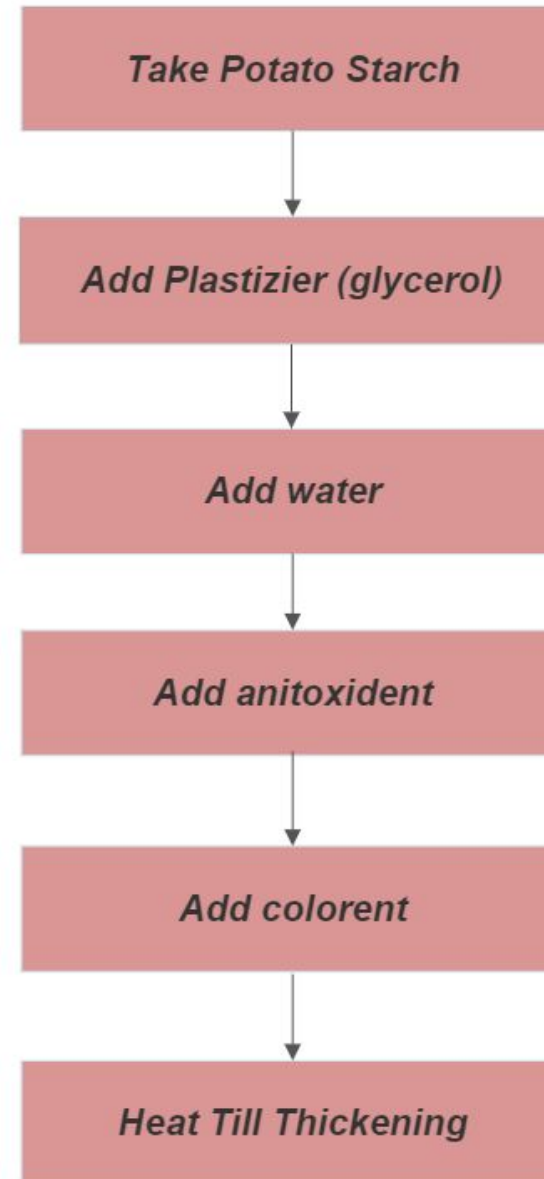 Take Potato Starch
Add Plastizier (glycerol)
Add water
Add anitoxident
Add colorent
Heat Till Thickening